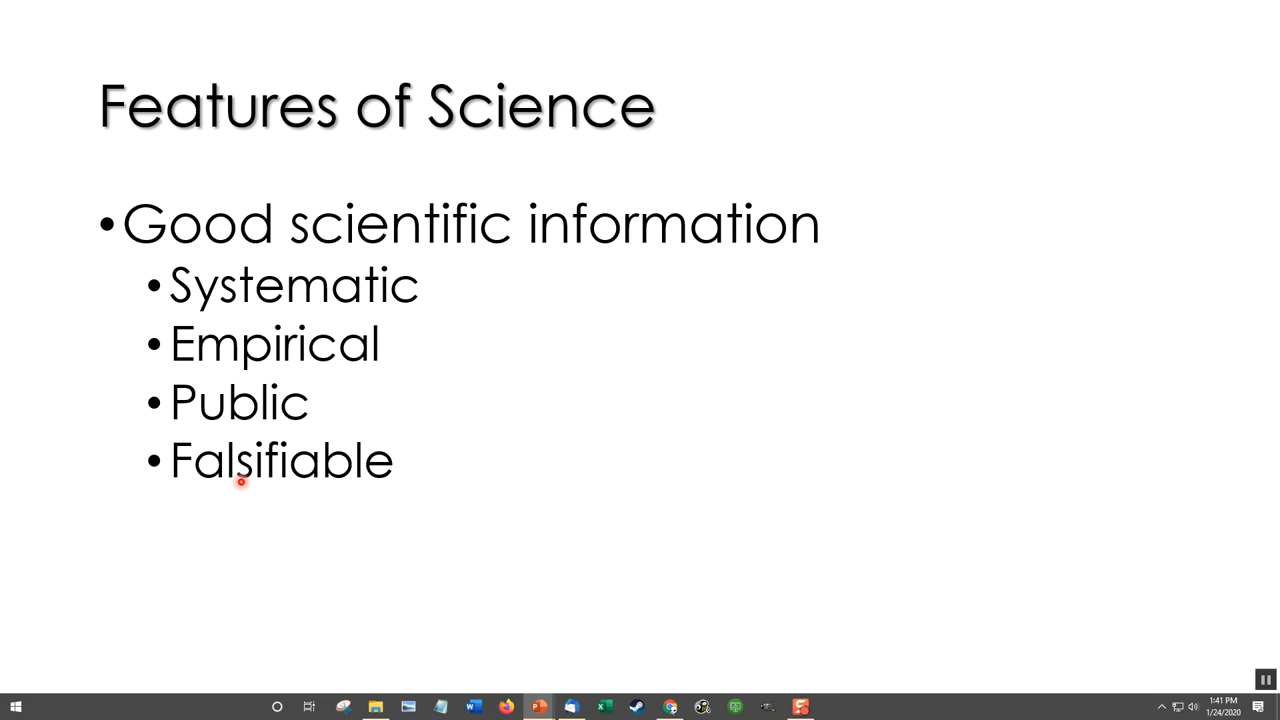 Features of Science
•Good scientific information
•Systematic
•Empirical
•Public
•Falsifiable
1:41 PM
1/24/2020